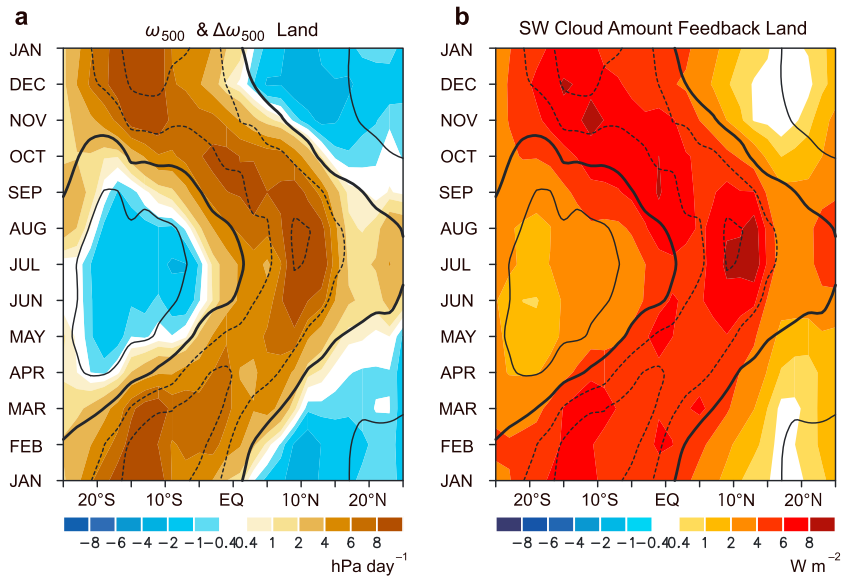 a
ω500 & Δω500 Land
JAN
DEC
NOV
OCT
SEP
AUG
JUL
JUN
MAY
APR
MAR
FEB
JAN
20°S 10°S EQ 10°N 20°N
−8 −6 −4 −2 −1 −0.4 0.4 1 2 4 6 8
hPa day−1
b
SW Cloud Amount Feedback Land
JAN
DEC
NOV
OCT
SEP
AUG
JUL
JUN
MAY
APR
MAR
FEB
JAN
20°S 10°S EQ 10°N 20°N
−8 −6 −4 −2 −1 −0.4 0.4 1 2 4 6 8
W m−2